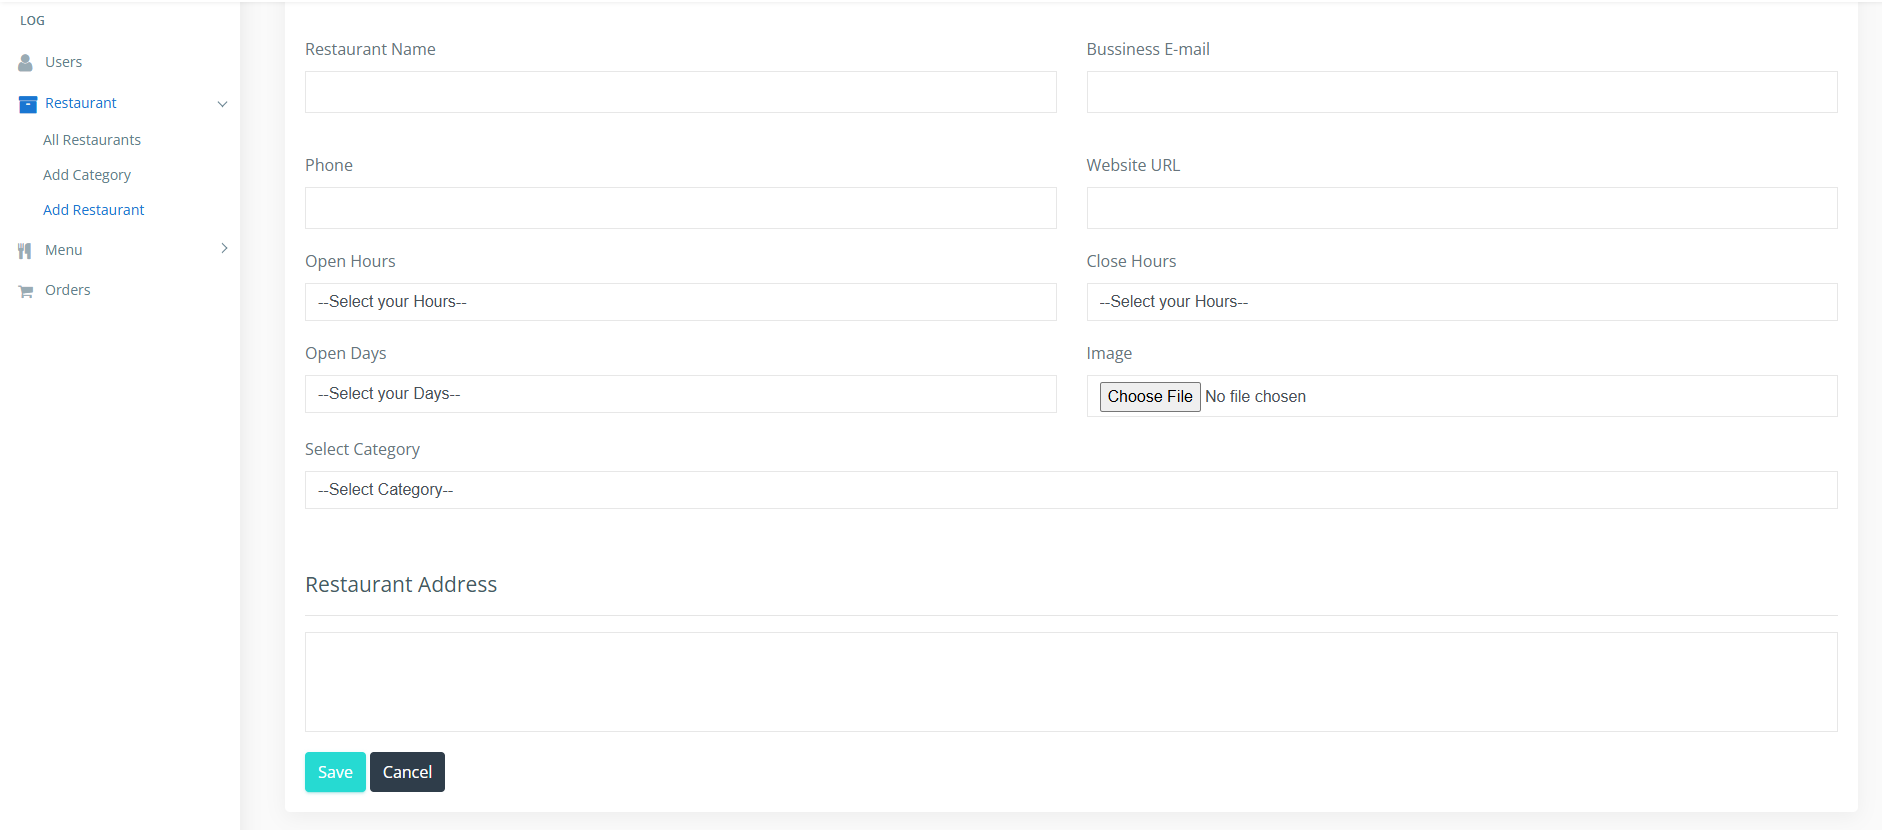 LOG
Users
Restaurant
All Restaurants
Add Category
Add Restaurant
Menu
Orders
Restaurant Name
Bussiness E-mail
Phone
Website URL
Open Hours
Close Hours
--Select your Hours--
--Select your Hours--
Open Days
Image
--Select your Days--
Choose File No file chosen
Select Category
--Select Category--
Restaurant Address
Save
Cancel